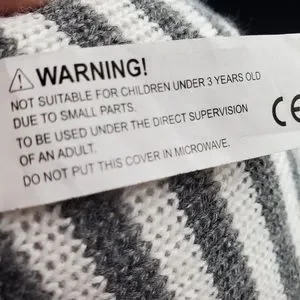 ⚠ WARNING!
NOT SUITABLE FOR CHILDREN UNDER 3 YEARS OLD
DUE TO SMALL PARTS.
TO BE USED UNDER THE DIRECT SUPERVISION
OF AN ADULT.
DO NOT PUT THIS COVER IN MICROWAVE.
CE